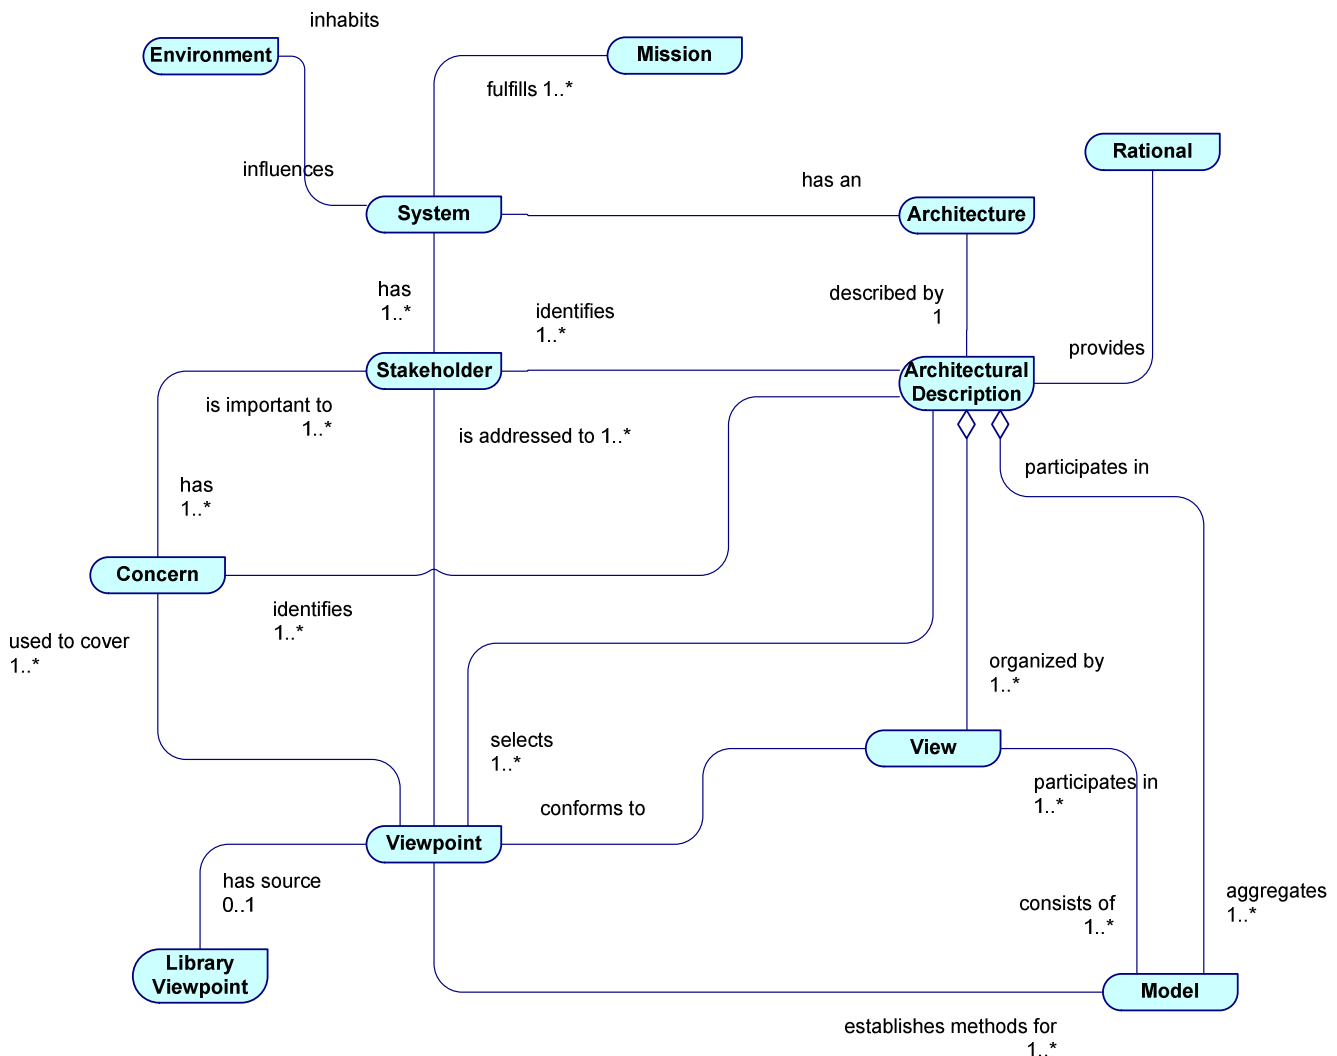 inhabits
Environment
Mission
fulfills 1..*
Rational
influences
has an
System
Architecture
has
1..*
identifies
1..*
described by
1
provides
Stakeholder
Architectural
Description
is important to
1..*
is addressed to 1..*
participates in
has
1..*
Concern
identifies
1..*
used to cover
1..*
organized by
1..*
selects
1..*
View
participates in
1..*
conforms to
Viewpoint
has source
0..1
consists of
1..*
aggregates
1..*
Library
Viewpoint
Model
establishes methods for
1..*